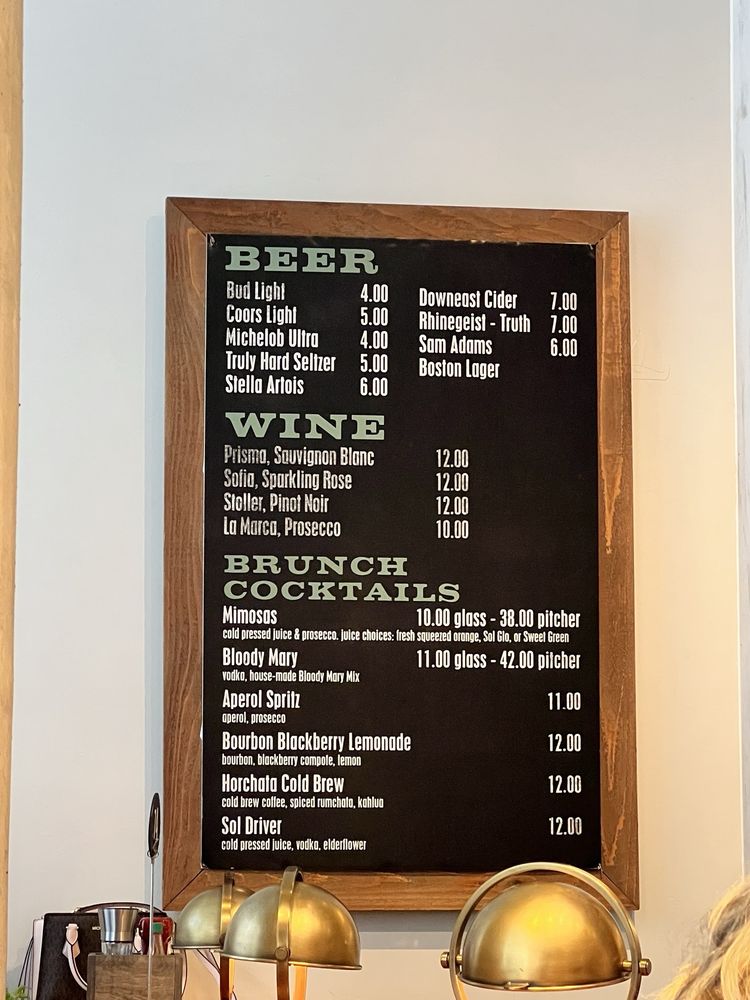 BEER
Bud Light 4.00
Coors Light 5.00
Michelob Ultra 4.00
Truly Hard Seltzer 5.00
Stella Artois 6.00
Downeast Cider 7.00
Rhinegeist - Truth 7.00
Sam Adams 6.00
Boston Lager
WINE
Prisma, Sauvignon Blanc 12.00
Sofia, Sparkling Rose 12.00
Stoller, Pinot Noir 12.00
La Marca, Prosecco 10.00
BRUNCH
COCKTAILS
Mimosas 10.00 glass - 38.00 pitcher
cold pressed juice & prosecco. juice choices: fresh squeezed orange, Sol Glo, or Sweet Green
Bloody Mary 11.00 glass - 42.00 pitcher
vodka, house-made Bloody Mary Mix
Aperol Spritz 11.00
aperol, prosecco
Bourbon Blackberry Lemonade 12.00
bourbon, blackberry compote, lemon
Horchata Cold Brew 12.00
cold brew coffee, spiced rumchata, kahlua
Sol Driver 12.00
cold pressed juice, vodka, elderflower